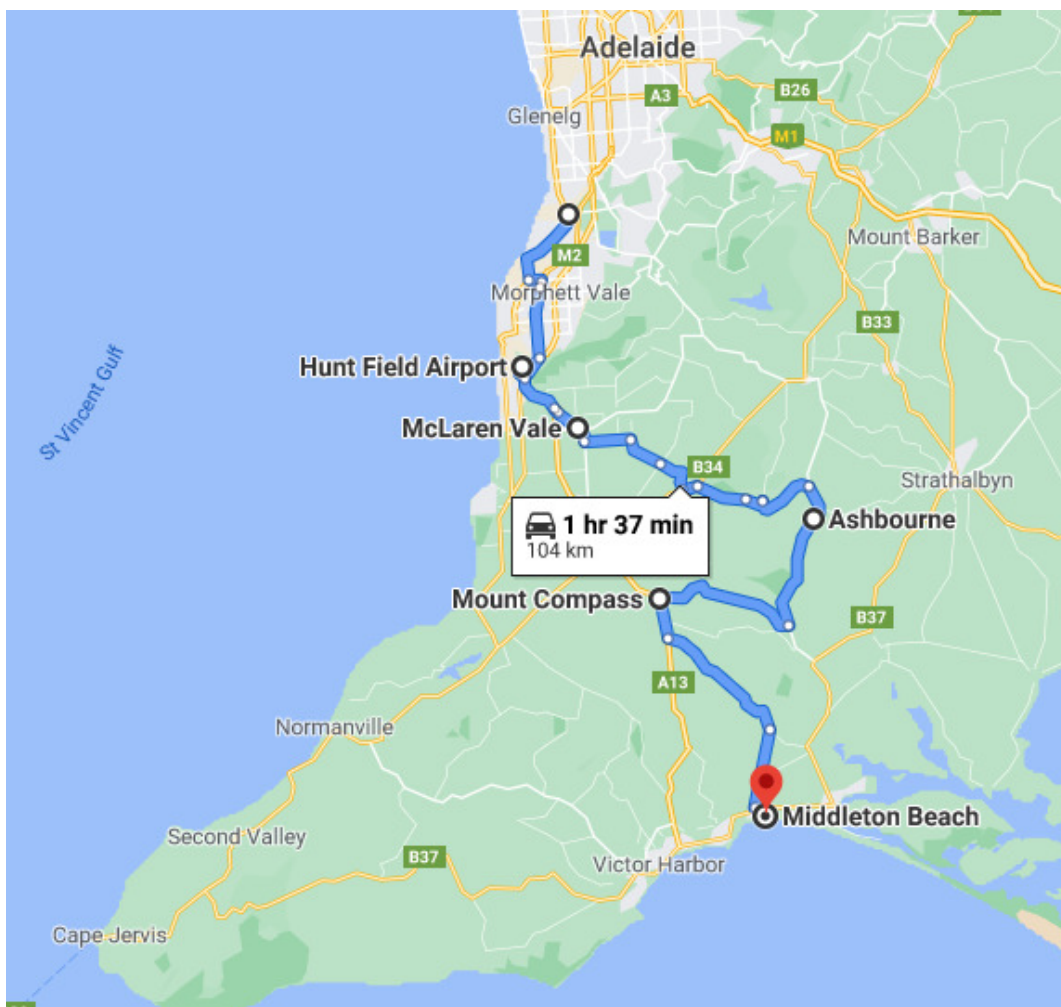 Adelaide
B26
A3
Glenelg
M1
Mount Barker
M2
Morphett Vale
B33
Hunt Field Airport
St Vincent Gulf
McLaren Vale
B34
Strathalbyn
1 hr 37 min
104 km
Ashbourne
Mount Compass
B37
A13
Normanville
Middleton Beach
Second Valley
B37
Victor Harbor
Cape Jervis